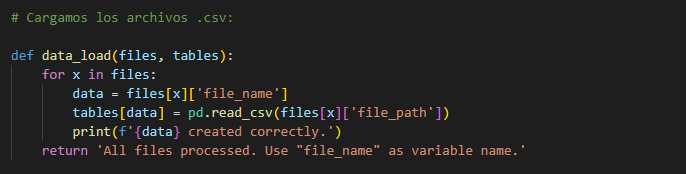 # Cargamos los archivos .csv:
def data_load(files, tables):
    for x in files:
        data = files[x]['file_name']
        tables[data] = pd.read_csv(files[x]['file_path'])
        print(f'{data} created correctly.')
    return 'All files processed. Use "file_name" as variable name.'